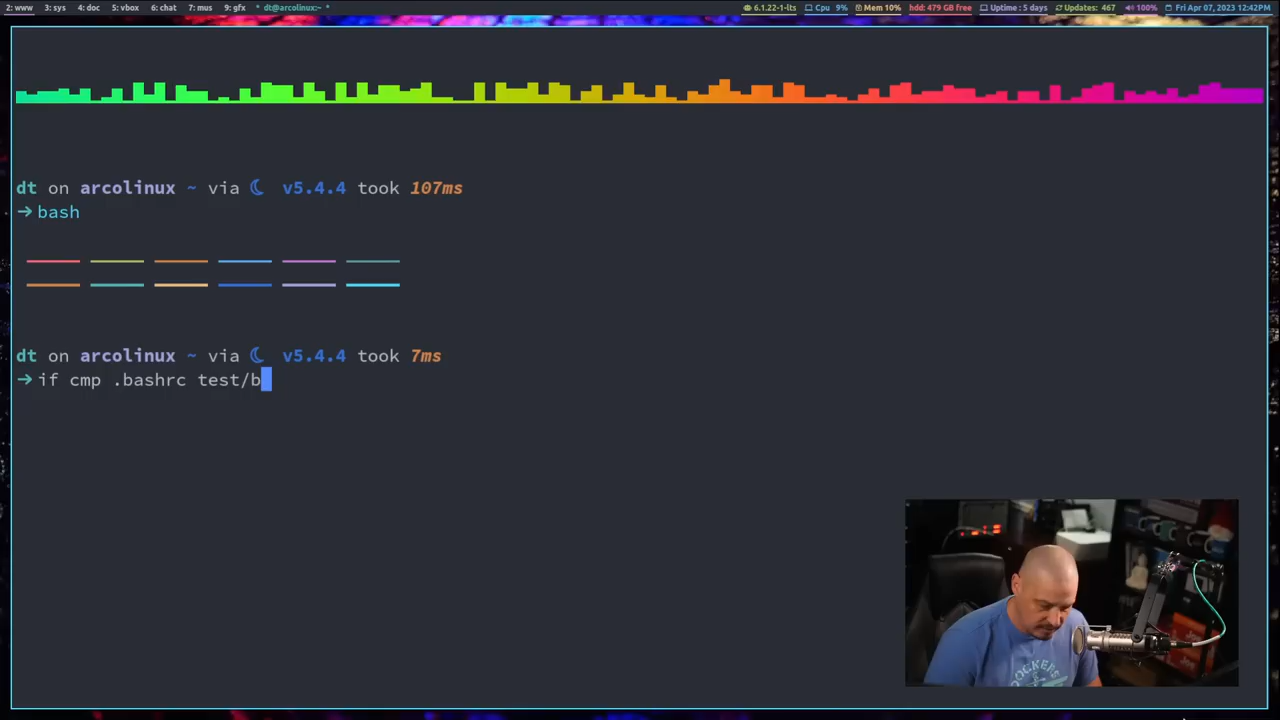 2: www 3: sys 4: doc 5: vbox 6: chat 7: mus 9: gfx * dt@arcolinux:~ * 6.1.22-1-lts Cpu 9% Mem 10% hdd: 479 GB free Uptime : 5 days Updates: 467 100% Fri Apr 07, 2023 12:42PM
dt on arcolinux ~ via v5.4.4 took 107ms
→ bash
dt on arcolinux ~ via v5.4.4 took 7ms
→ if cmp .bashrc test/b
DOCKERS